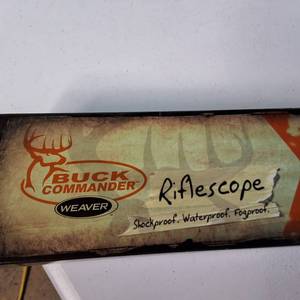 BUCK
COMMANDER
WEAVER
Riflescope
Shockproof. Waterproof. Fogproof.